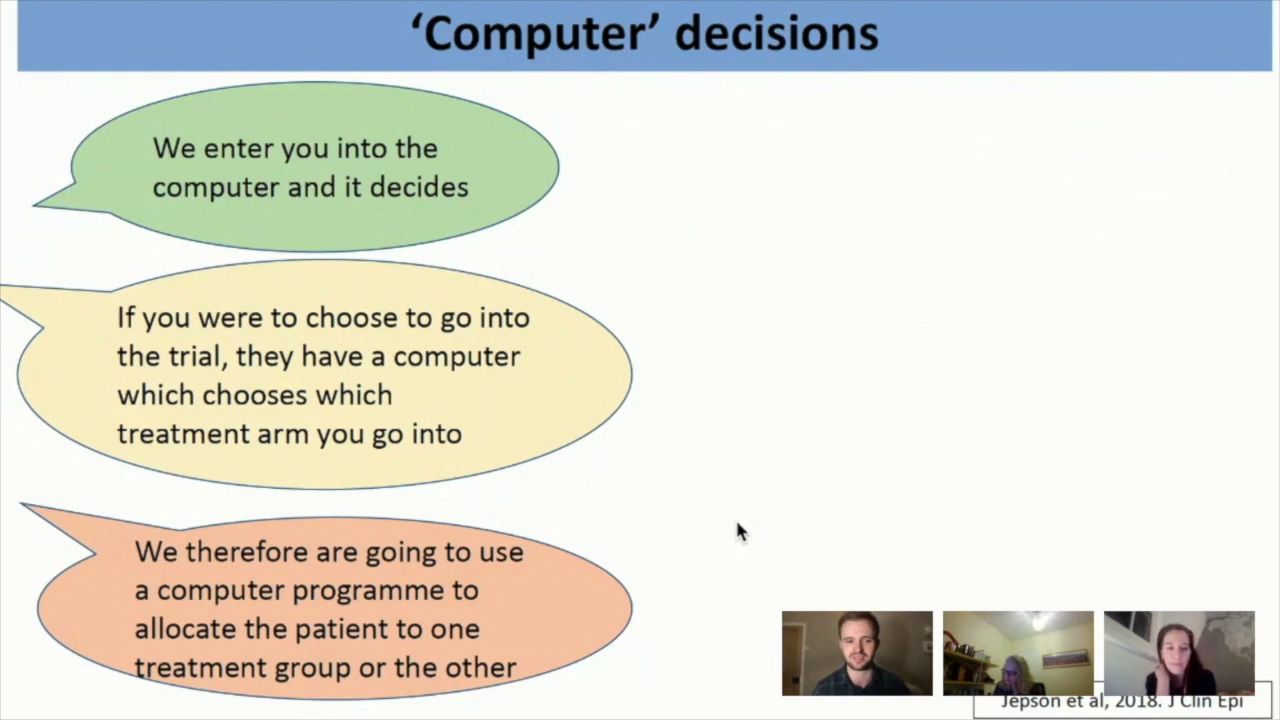 ‘Computer’ decisions
We enter you into the
computer and it decides
If you were to choose to go into
the trial, they have a computer
which chooses which
treatment arm you go into
We therefore are going to use
a computer programme to
allocate the patient to one
treatment group or the other
Jepson et al, 2018. J Clin Epi